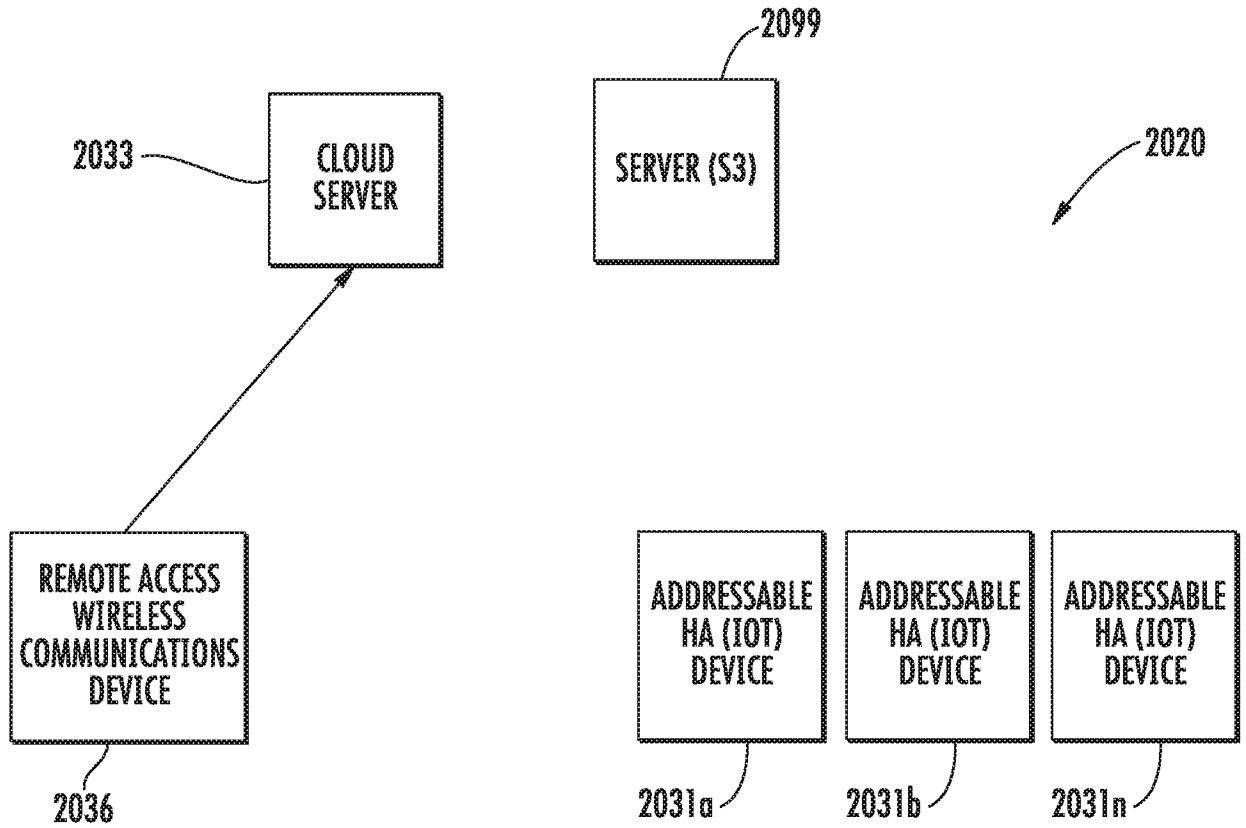 2099
2033
CLOUD
SERVER
SERVER (S3)
2020
REMOTE ACCESS
WIRELESS
COMMUNICATIONS
DEVICE
ADDRESSABLE
HA (IOT)
DEVICE
ADDRESSABLE
HA (IOT)
DEVICE
ADDRESSABLE
HA (IOT)
DEVICE
2036
2031a
2031b
2031n